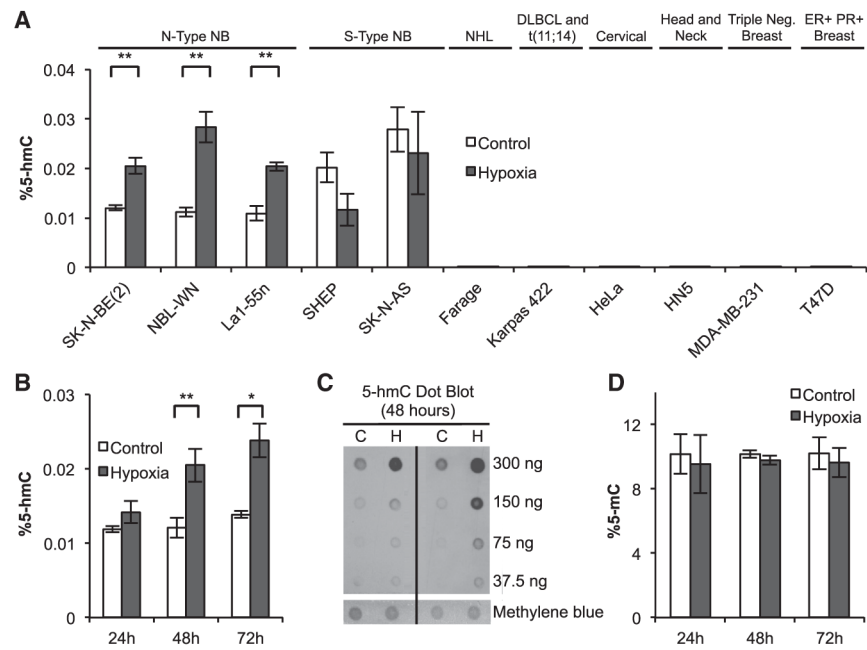 A
N-Type NB
S-Type NB
NHL
DLBCL and
t(11;14)
Cervical
Head and
Neck
Triple Neg.
Breast
ER+ PR+
Breast
** ** **
%5-hmC
0.04
0.03
0.02
0.01
0
Control
Hypoxia
SK-N-BE(2)
NBL-WN
La1-55n
SHEP
SK-N-AS
Farage
Karpas 422
HeLa
HN5
MDA-MB-231
T47D
B
%5-hmC
0.03
0.02
0.01
0
** *
Control
Hypoxia
24h 48h 72h
C
5-hmC Dot Blot
(48 hours)
C H C H
300 ng
150 ng
75 ng
37.5 ng
Methylene blue
D
%5-mC
12
8
4
0
Control
Hypoxia
24h 48h 72h